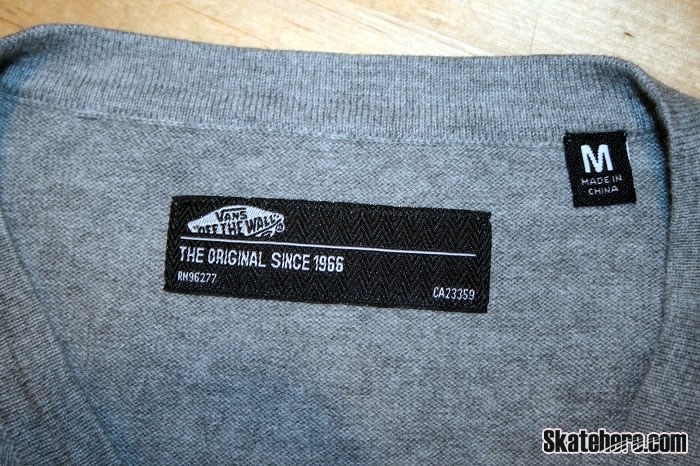 M
MADE IN
CHINA
VANS
"OFF THE WALL"
THE ORIGINAL SINCE 1966
RN96277
CA23359
Skatehere.com